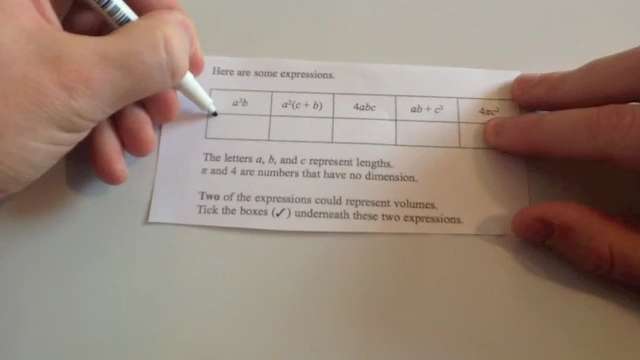 Here are some expressions.
a³b a²(c + b) 4abc ab + c³ 4πc²
The letters a, b, and c represent lengths.
π and 4 are numbers that have no dimension.
Two of the expressions could represent volumes.
Tick the boxes (✓) underneath these two expressions.